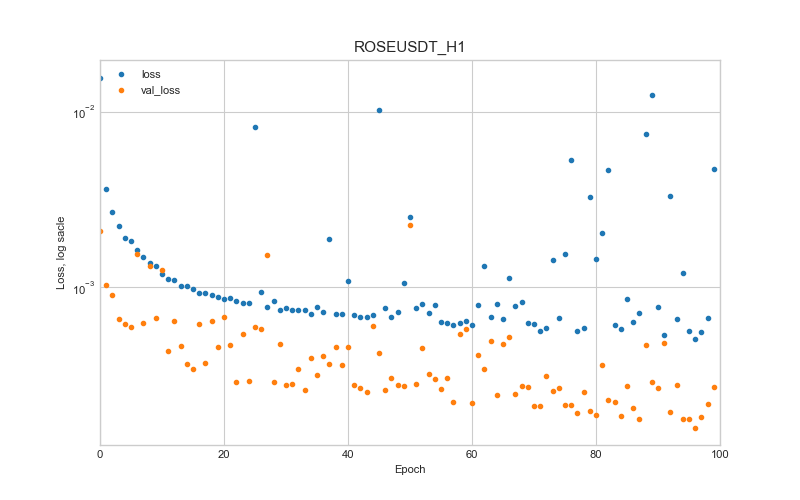 ROSEUSDT_H1
loss
val_loss
10⁻²
10⁻³
Loss, log sacle
0 20 40 60 80 100
Epoch